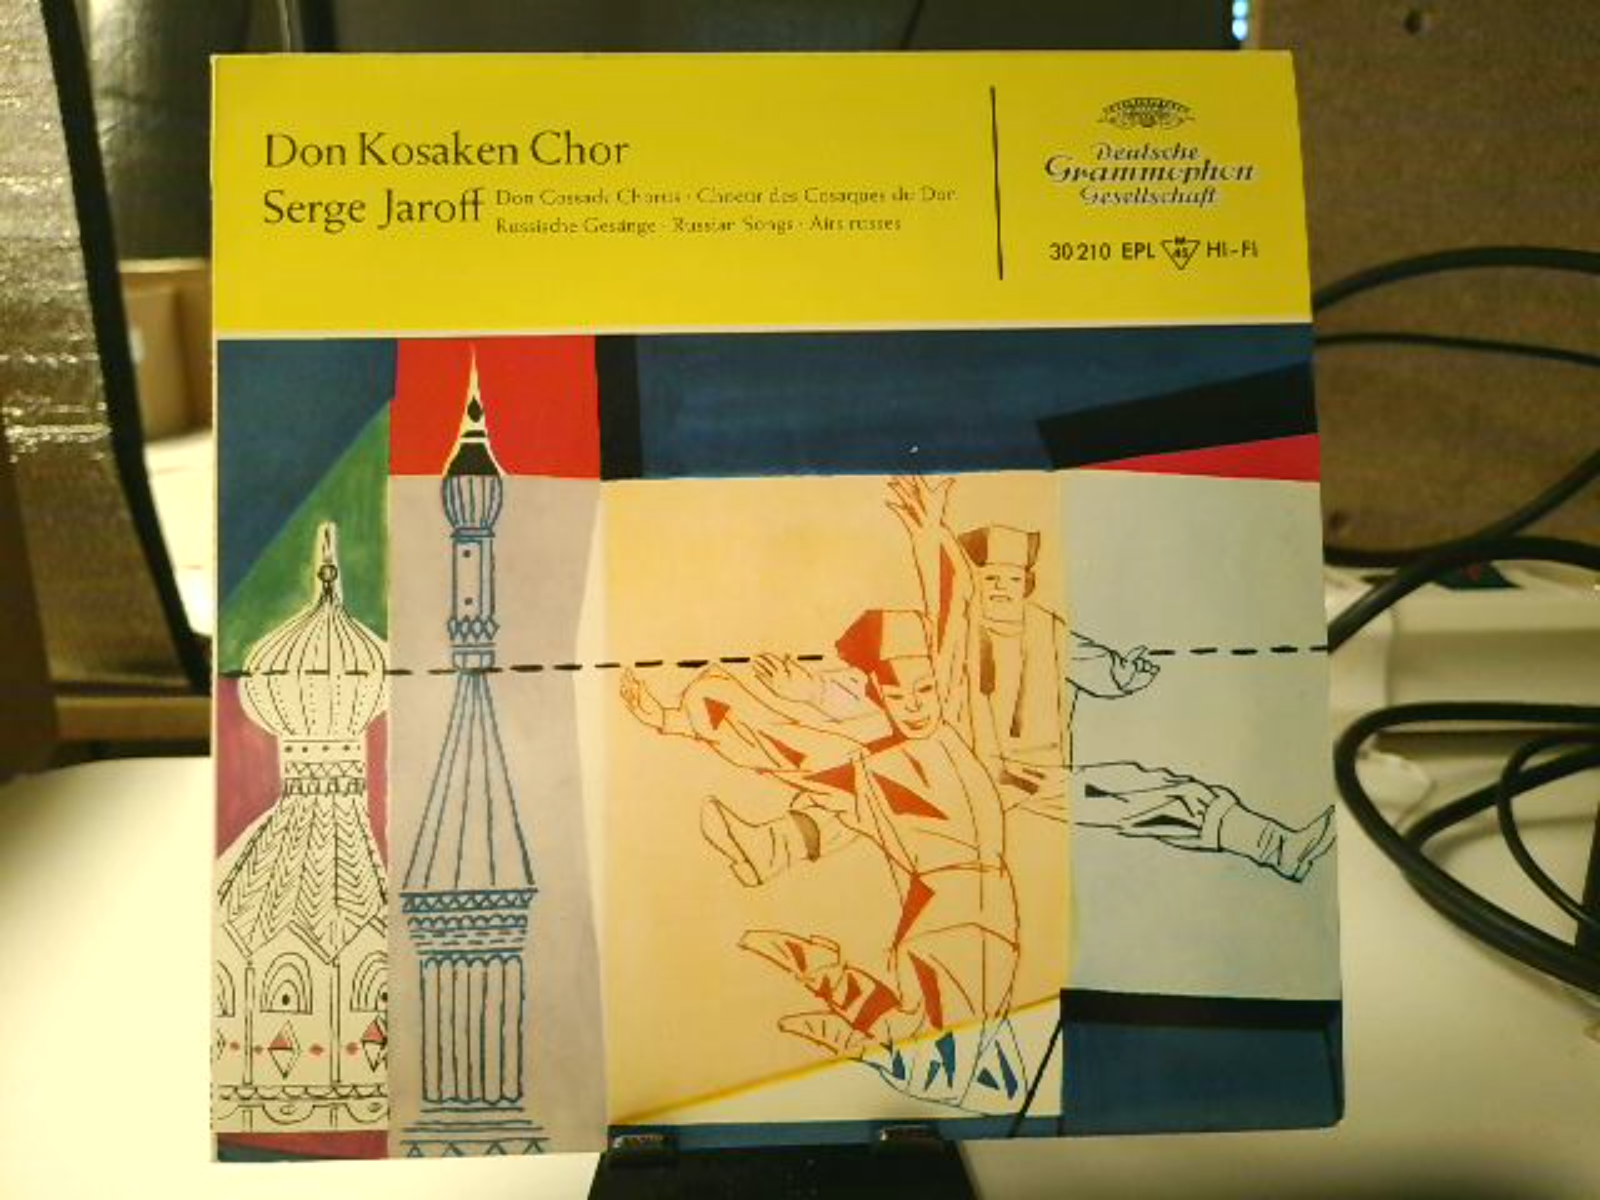 Don Kosaken Chor
Serge Jaroff
Don Cossack Chorus · Choeur des Cosaques du Don
Russische Gesänge · Russian Songs · Airs russes
Deutsche
Grammophon
Gesellschaft
30 210 EPL M 45 HI-FI